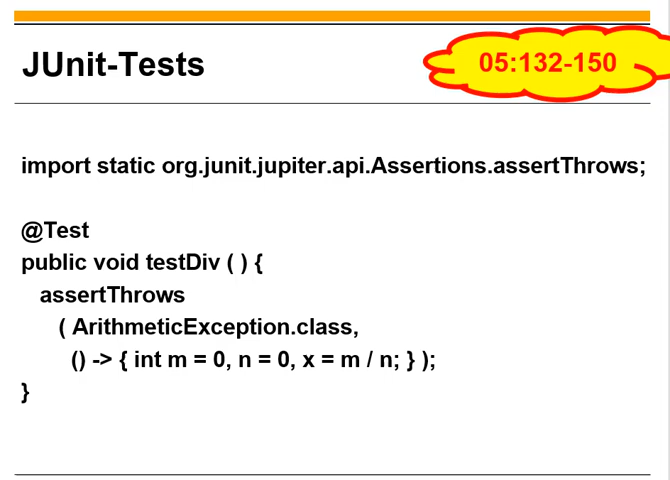 JUnit-Tests
05:132-150
import static org.junit.jupiter.api.Assertions.assertThrows;
@Test
public void testDiv ( ) {
assertThrows
( ArithmeticException.class,
() -> { int m = 0, n = 0, x = m / n; } );
}